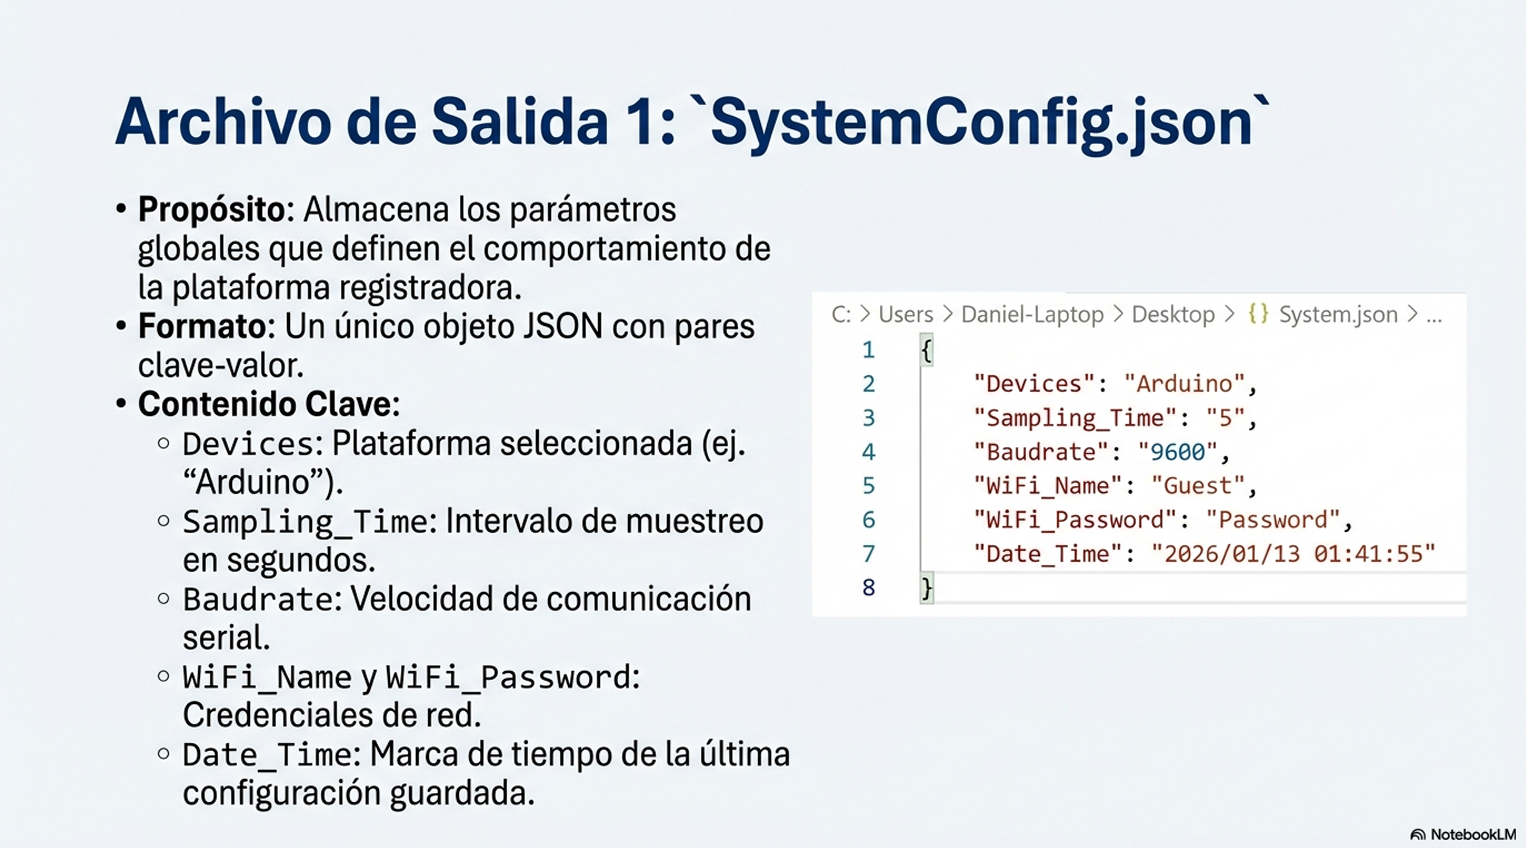 Archivo de Salida 1: `SystemConfig.json`
• Propósito: Almacena los parámetros
globales que definen el comportamiento de
la plataforma registradora.
• Formato: Un único objeto JSON con pares
clave-valor.
• Contenido Clave:
◦ Devices: Plataforma seleccionada (ej.
“Arduino”).
◦ Sampling_Time: Intervalo de muestreo
en segundos.
◦ Baudrate: Velocidad de comunicación
serial.
◦ WiFi_Name y WiFi_Password:
Credenciales de red.
◦ Date_Time: Marca de tiempo de la última
configuración guardada.
C: > Users > Daniel-Laptop > Desktop > {} System.json > ...
1 {
2 "Devices": "Arduino",
3 "Sampling_Time": "5",
4 "Baudrate": "9600",
5 "WiFi_Name": "Guest",
6 "WiFi_Password": "Password",
7 "Date_Time": "2026/01/13 01:41:55"
8 }
NotebookLM